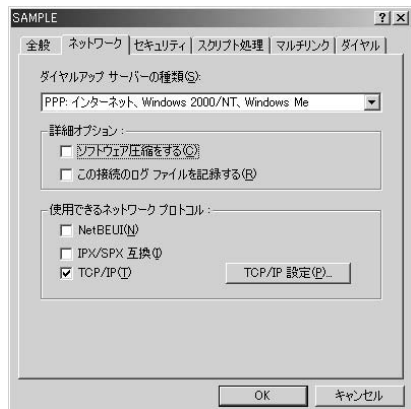 SAMPLE
全般 ネットワーク セキュリティ スクリプト処理 マルチリンク ダイヤル
ダイヤルアップ サーバーの種類(S):
PPP: インターネット、Windows 2000/NT、Windows Me
詳細オプション:
ソフトウェア圧縮をする(C)
この接続のログ ファイルを記録する(R)
使用できるネットワーク プロトコル:
NetBEUI(N)
IPX/SPX 互換(I)
TCP/IP(T) TCP/IP 設定(P)...
OK キャンセル